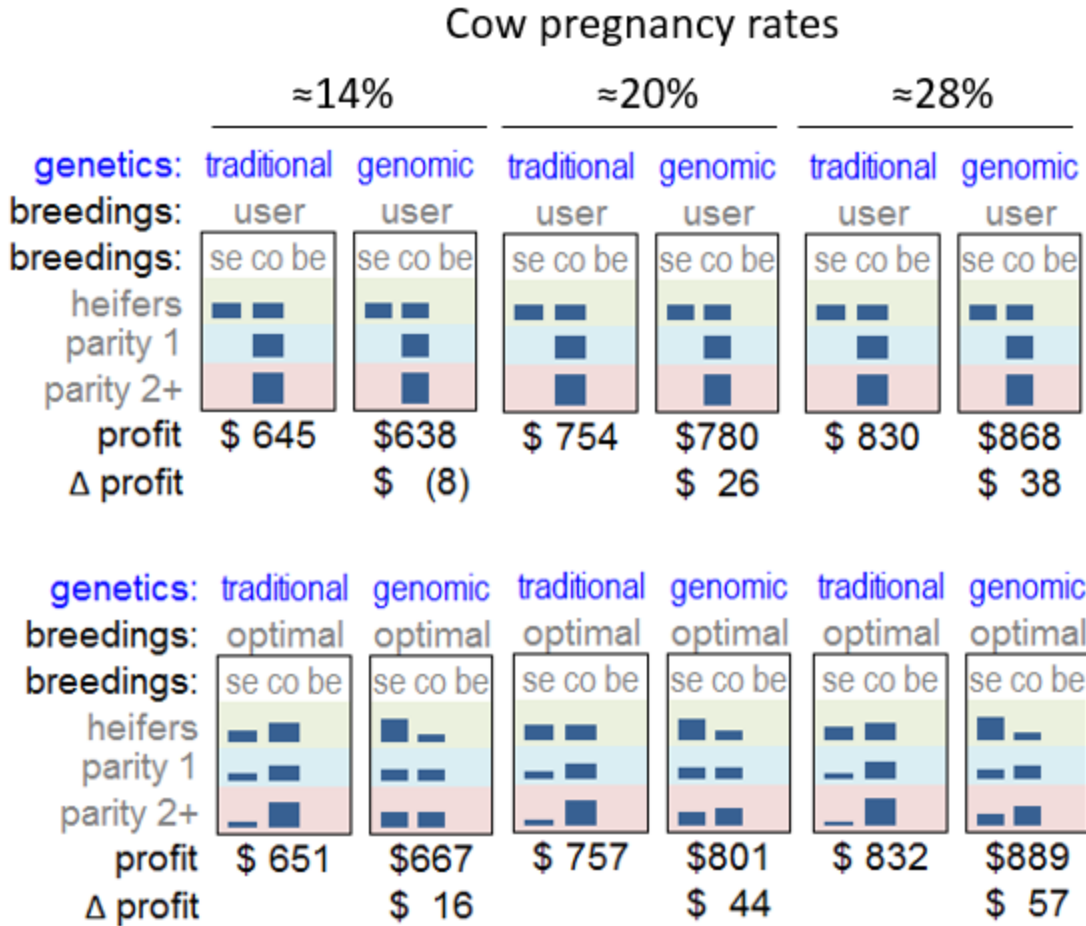 Cow pregnancy rates
≈14% ≈20% ≈28%
genetics: traditional genomic traditional genomic traditional genomic
breedings: user user user user user user
breedings: se co be se co be se co be se co be se co be se co be
heifers
parity 1
parity 2+
profit $ 645 $638 $ 754 $780 $ 830 $868
Δ profit $ (8) $ 26 $ 38
genetics: traditional genomic traditional genomic traditional genomic
breedings: optimal optimal optimal optimal optimal optimal
breedings: se co be se co be se co be se co be se co be se co be
heifers
parity 1
parity 2+
profit $ 651 $667 $ 757 $801 $ 832 $889
Δ profit $ 16 $ 44 $ 57